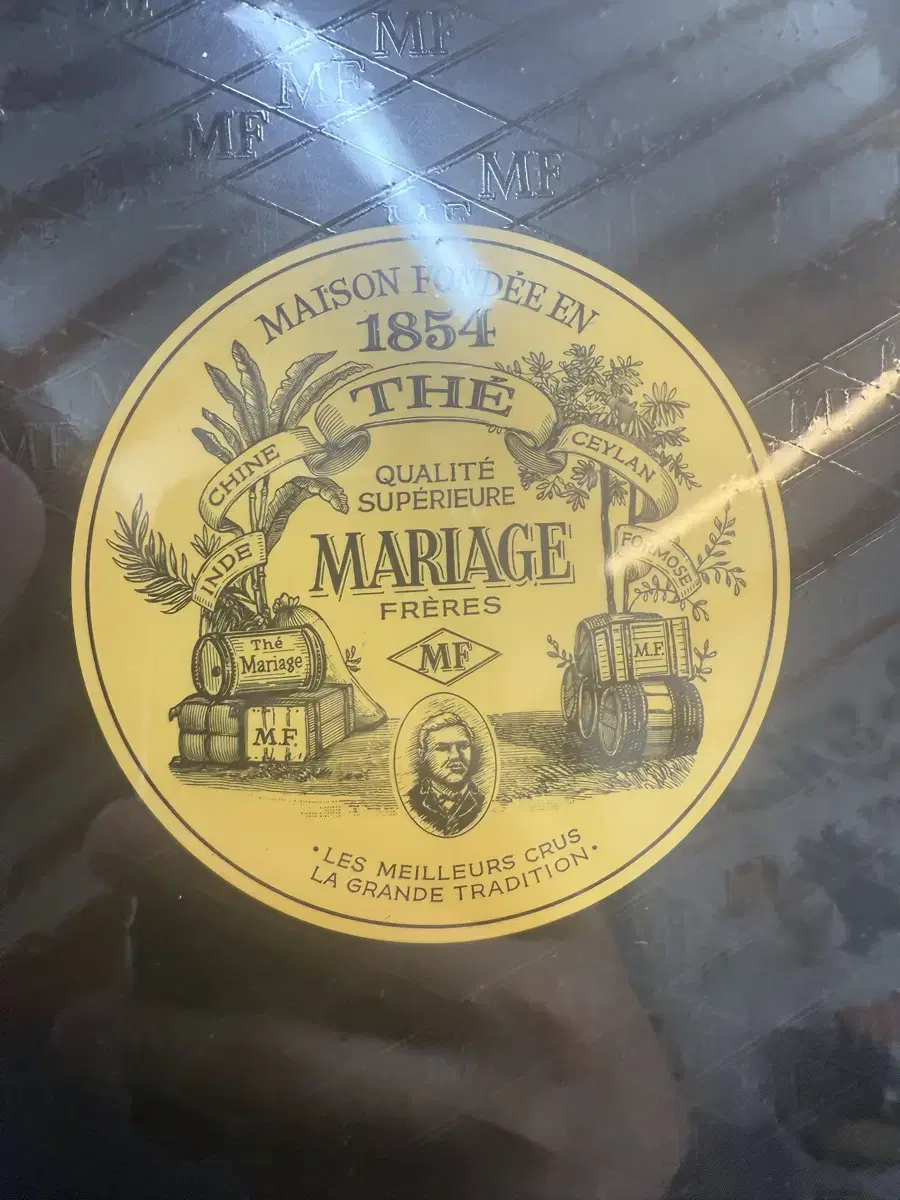 MF
MF
MF
MF
MF
MAISON FONDÉE EN
1854
THÉ
CHINE
CEYLAN
QUALITÉ
SUPÉRIEURE
INDE
FORMOSE
MARIAGE
FRÈRES
Thé
Mariage
M.F.
MF
M.F.
LES MEILLEURS CRUS
LA GRANDE TRADITION